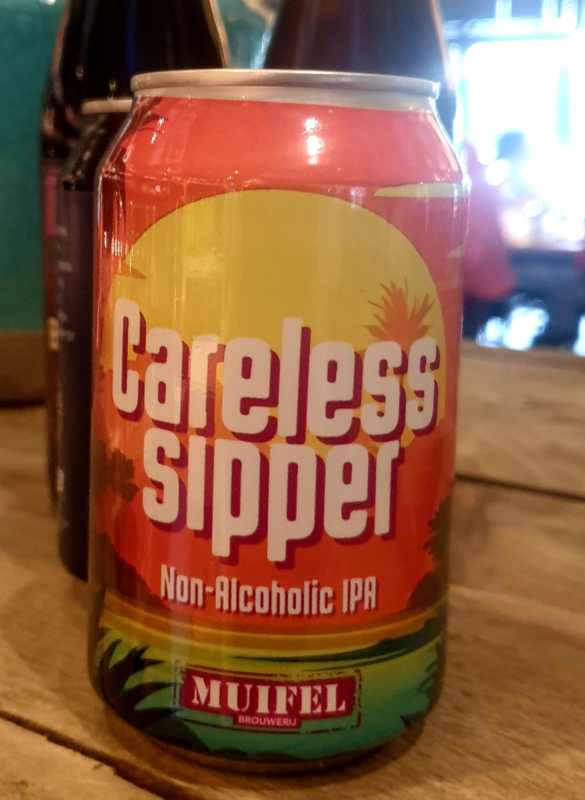 Careless
sipper
Non-Alcoholic IPA
MUIFEL
BROUWERIJ